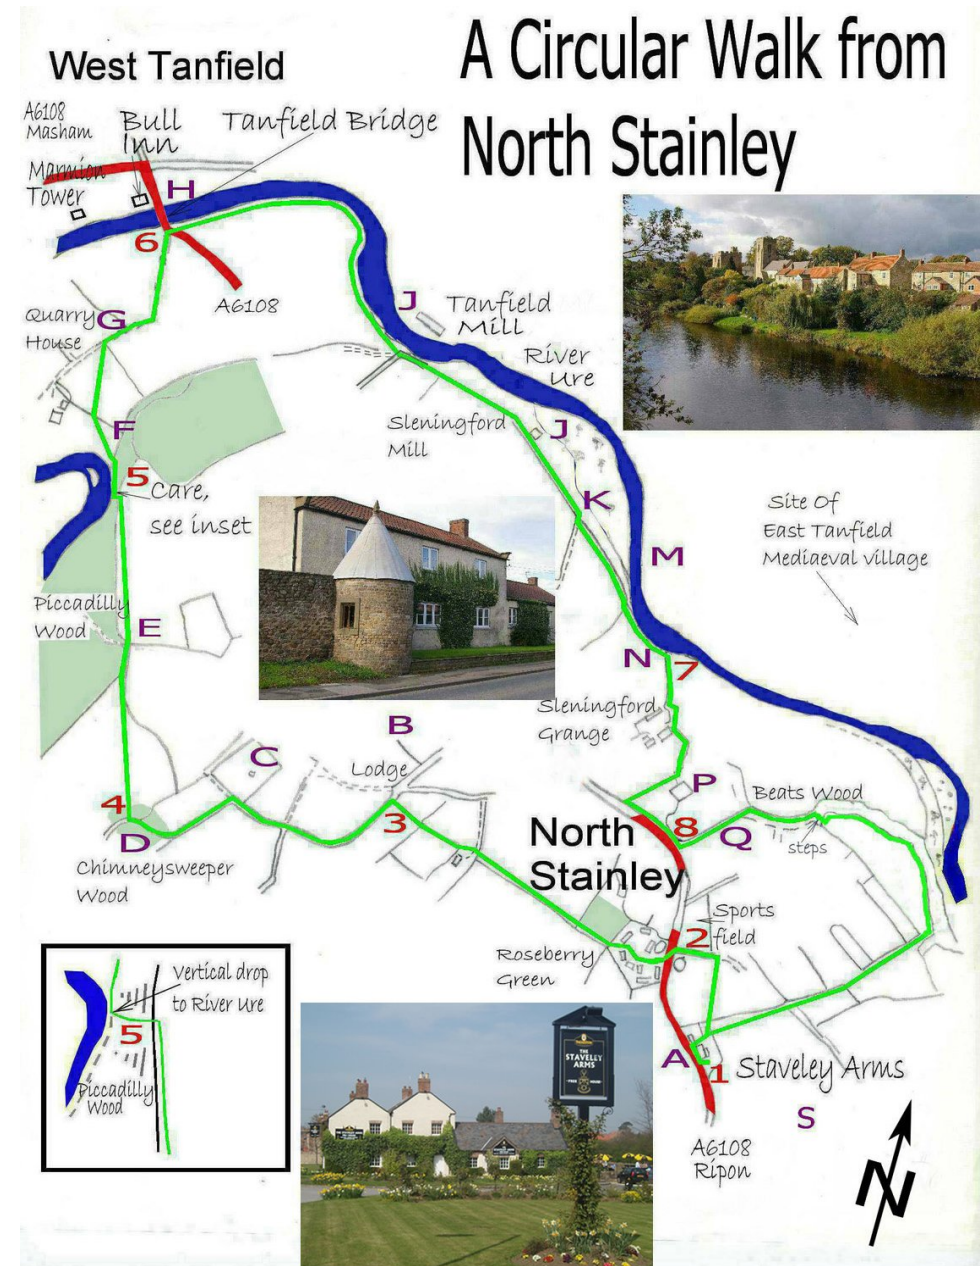 A Circular Walk from
North Stainley
West Tanfield
A6108
Masham
Bull
Inn
Tanfield Bridge
Marmion
Tower
H
6
A6108
Quarry
House
G
J
Tanfield
Mill
River
Ure
F
Sleningford
Mill
J
5
Care,
see inset
K
Site Of
East Tanfield
Mediaeval village
M
Piccadilly
Wood
E
N
7
Sleningford
Grange
B
C
Lodge
P
Beats Wood
4
3
8
Q
steps
D
North
Stainley
Chimneysweeper
Wood
Sports
field
2
Roseberry
Green
Vertical drop
to River Ure
5
Piccadilly
Wood
THE
STAVELEY
ARMS
A
1
Staveley Arms
S
A6108
Ripon
N